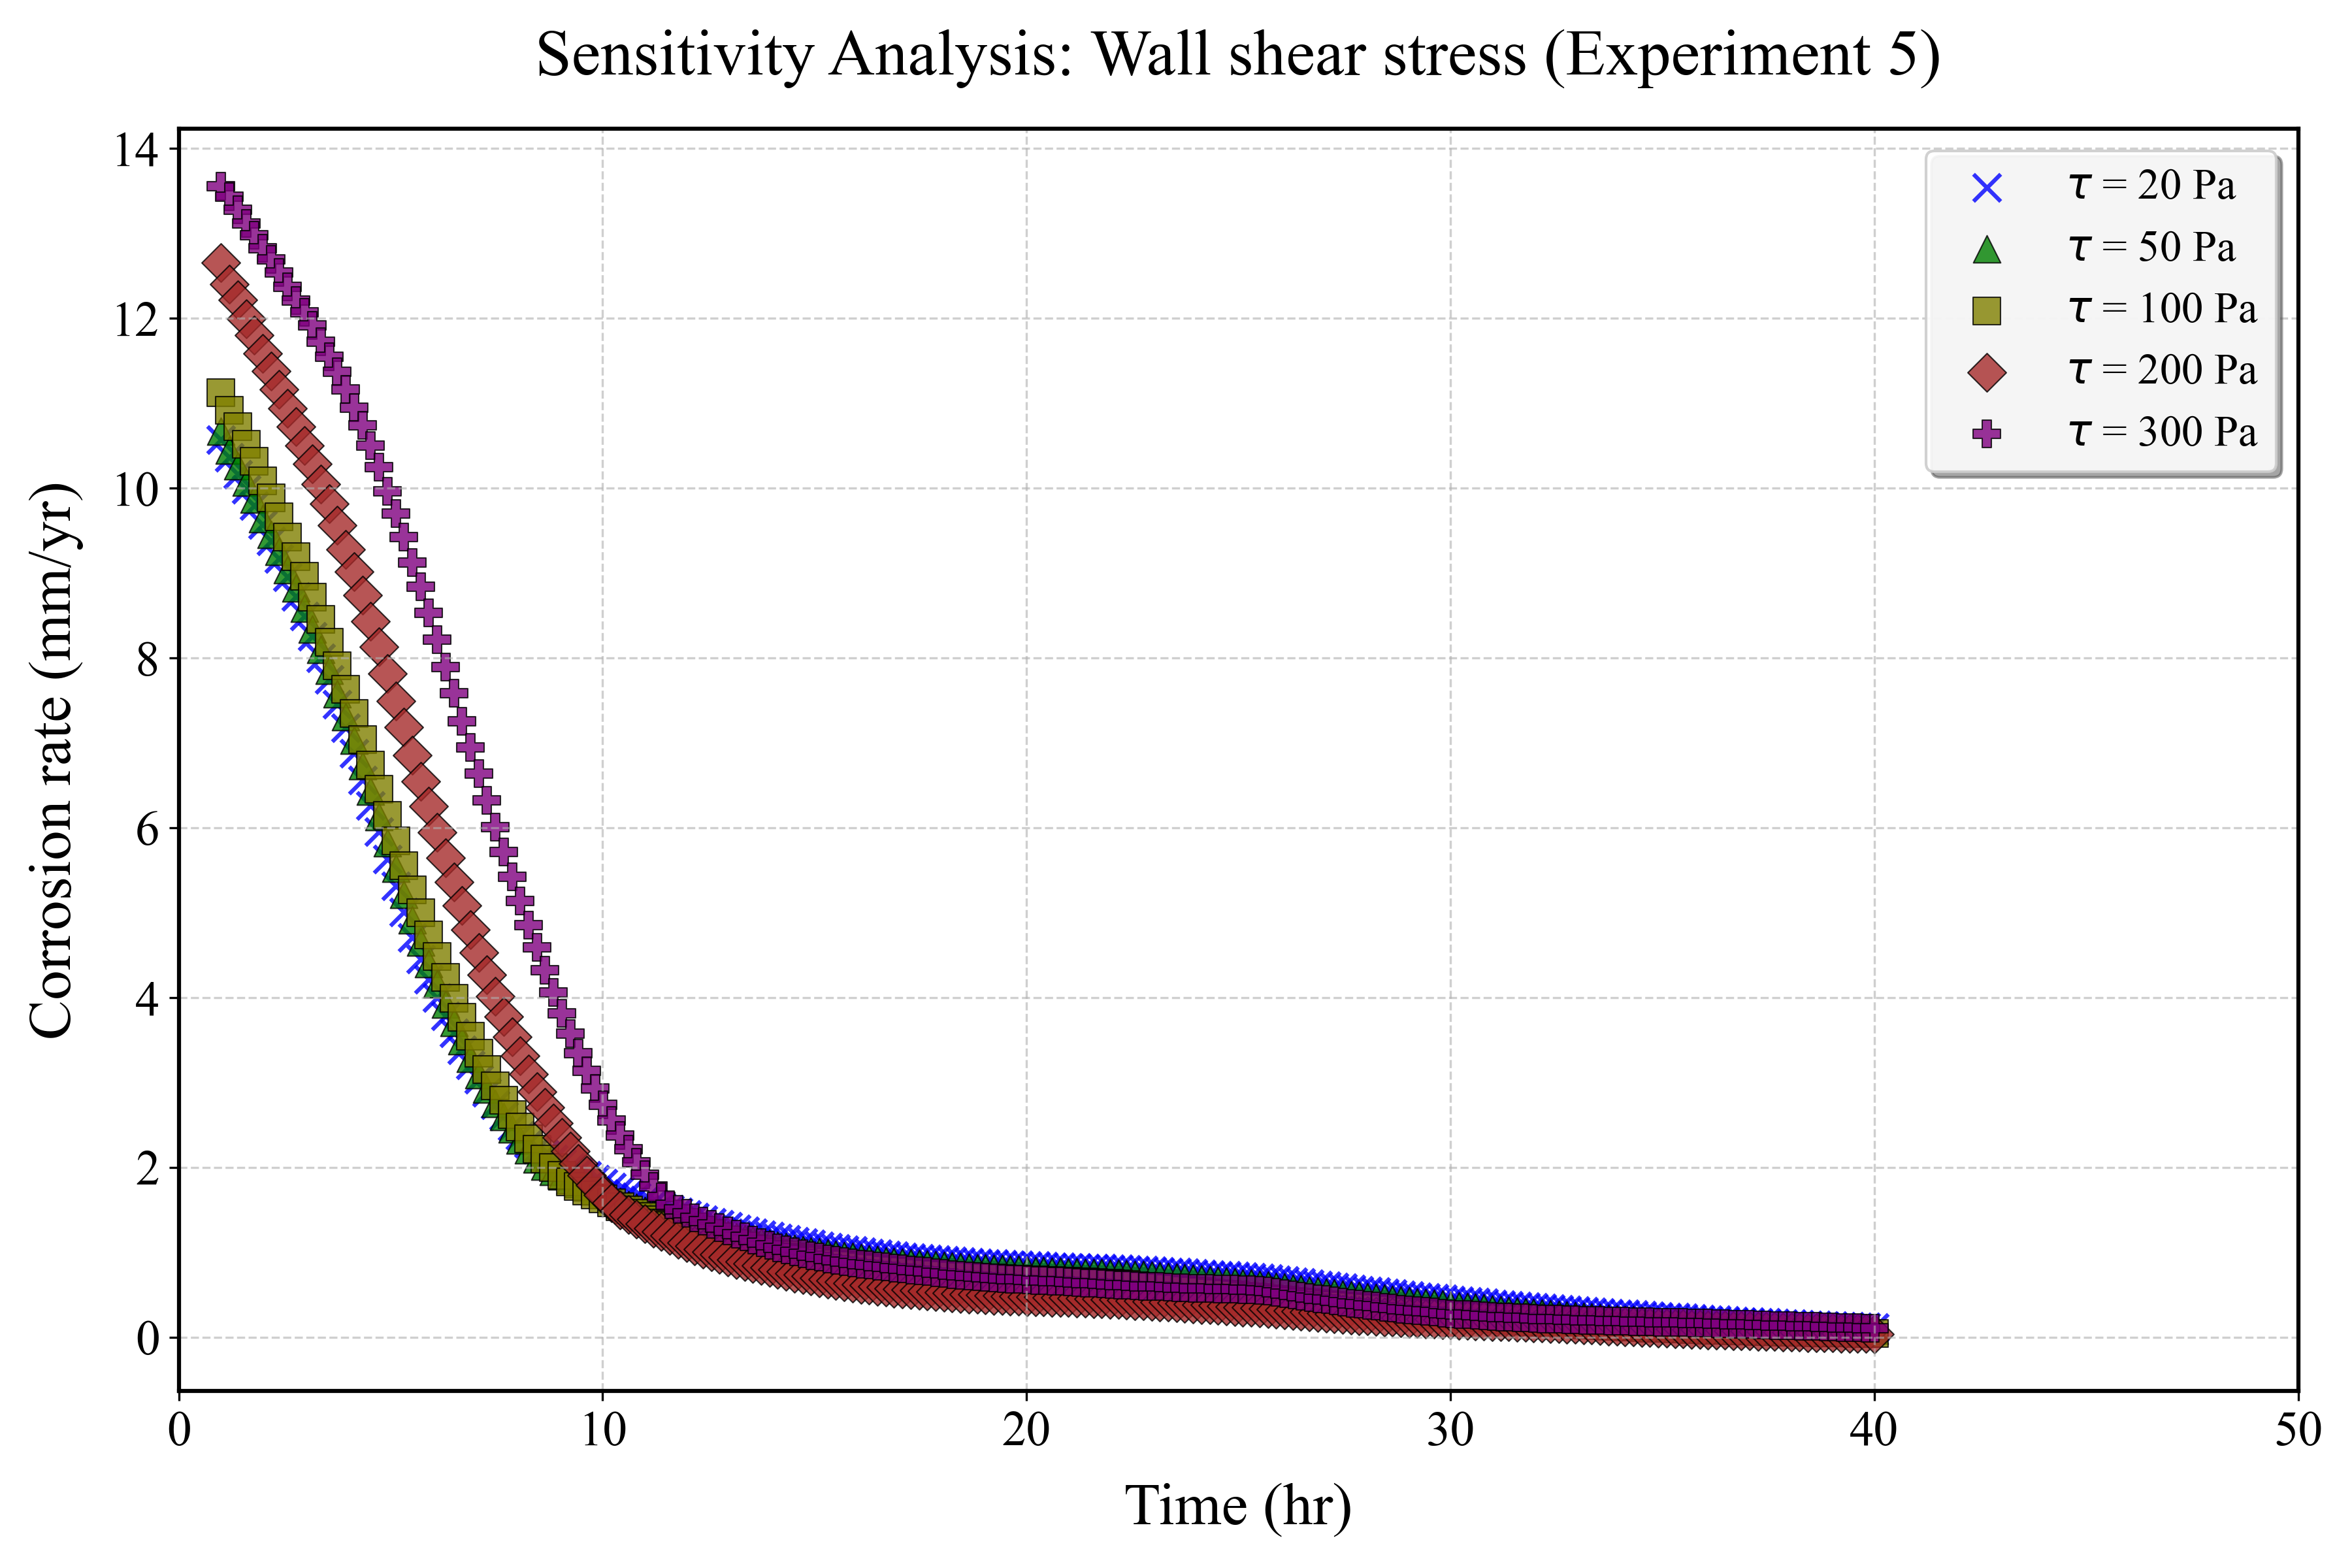 Sensitivity Analysis: Wall shear stress (Experiment 5)
14
12
10
8
6
4
2
0
Corrosion rate (mm/yr)
τ = 20 Pa
τ = 50 Pa
τ = 100 Pa
τ = 200 Pa
τ = 300 Pa
0 10 20 30 40 50
Time (hr)